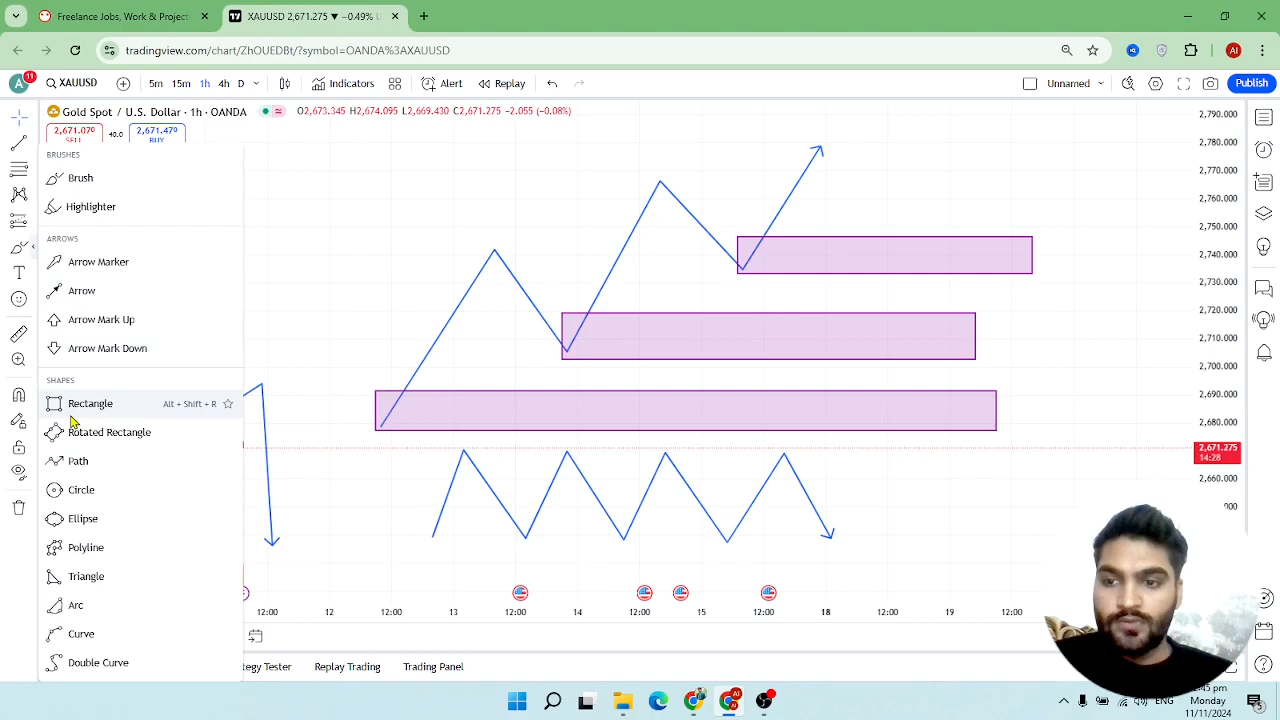 Freelance Jobs, Work & Project
XAUUSD 2,671.275 ▼ −0.49%
tradingview.com/chart/ZhOUEDBt/?symbol=OANDA%3AXAUUSD
AI
A
11
XAUUSD
5m
15m
1h
4h
D
Indicators
Alert
Replay
Unnamed
Publish
Gold Spot / U.S. Dollar · 1h · OANDA
O2,673.345 H2,674.095 L2,669.430 C2,671.275 −2.055 (−0.08%)
2,671.070
SELL
40.0
2,671.470
BUY
BRUSHES
Brush
Highlighter
ARROWS
Arrow Marker
Arrow
Arrow Mark Up
Arrow Mark Down
SHAPES
Rectangle
Alt + Shift + R
Rotated Rectangle
Path
Circle
Ellipse
Polyline
Triangle
Arc
Curve
Double Curve
2,790.000
2,780.000
2,770.000
2,760.000
2,750.000
2,740.000
2,730.000
2,720.000
2,710.000
2,700.000
2,690.000
2,680.000
2,671.275
14:28
2,660.000
12:00 12 12:00 13 12:00 14 12:00 15 12:00 18 12:00 19 12:00
Replay Trading
Trading Panel
ENG
Monday
11/11/2024